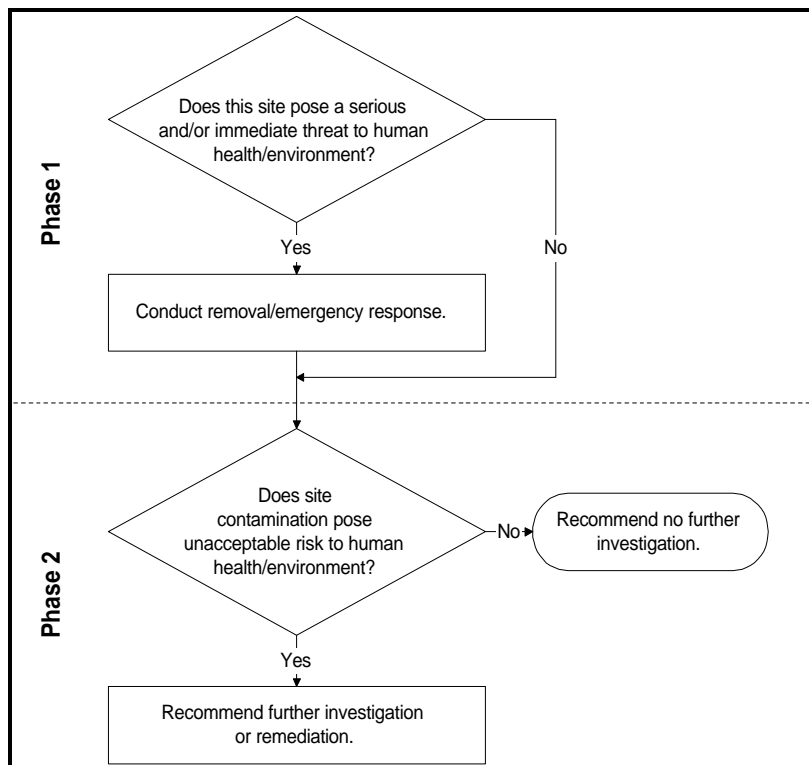 Phase 1
Does this site pose a serious
and/or immediate threat to human
health/environment?
Yes
No
Conduct removal/emergency response.
Phase 2
Does site
contamination pose
unacceptable risk to human
health/environment?
No
Recommend no further
investigation.
Yes
Recommend further investigation
or remediation.